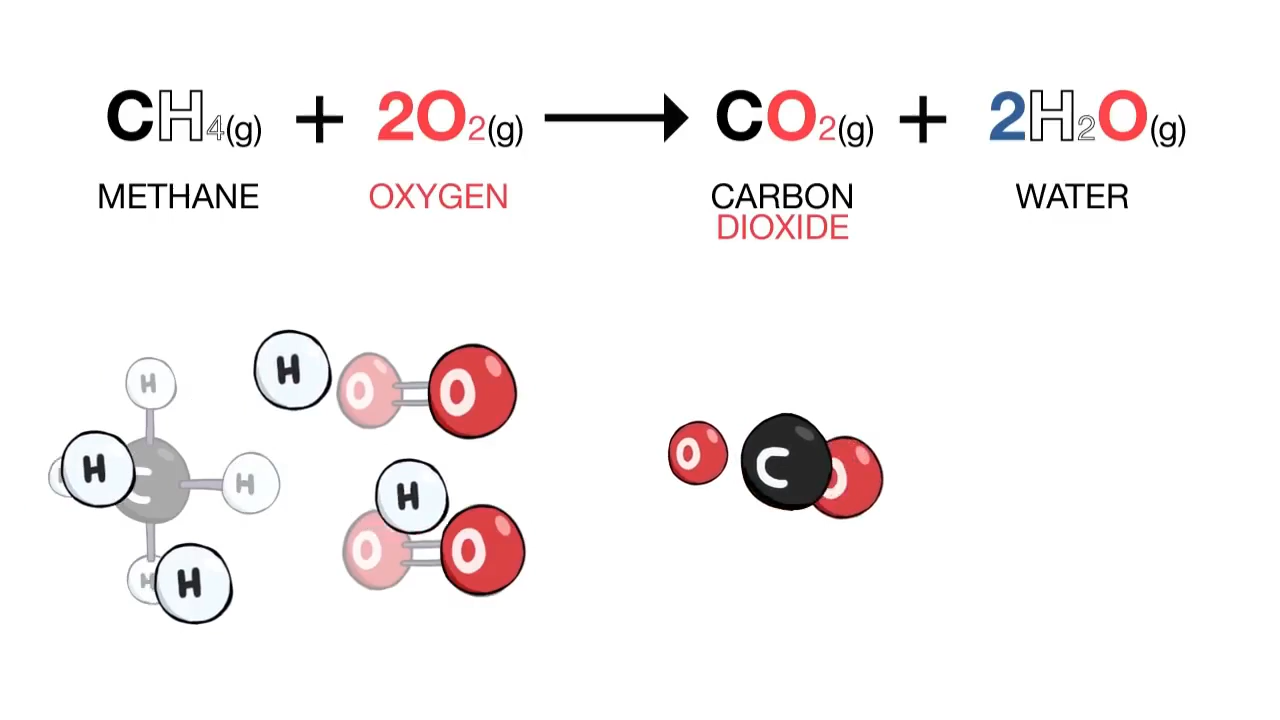 CH4(g) + 2O2(g) → CO2(g) + 2H2O(g)
METHANE OXYGEN CARBON DIOXIDE WATER
H
H O O
H C H
H
H O O
H H
O C O